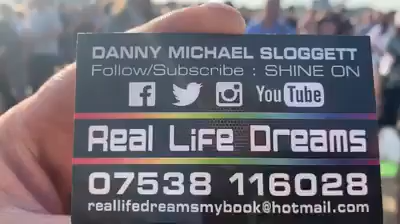 DANNY MICHAEL SLOGGETT
Follow/Subscribe : SHINE ON
YouTube
Real Life Dreams
07538 116028
reallifedreamsmybook@hotmail.com